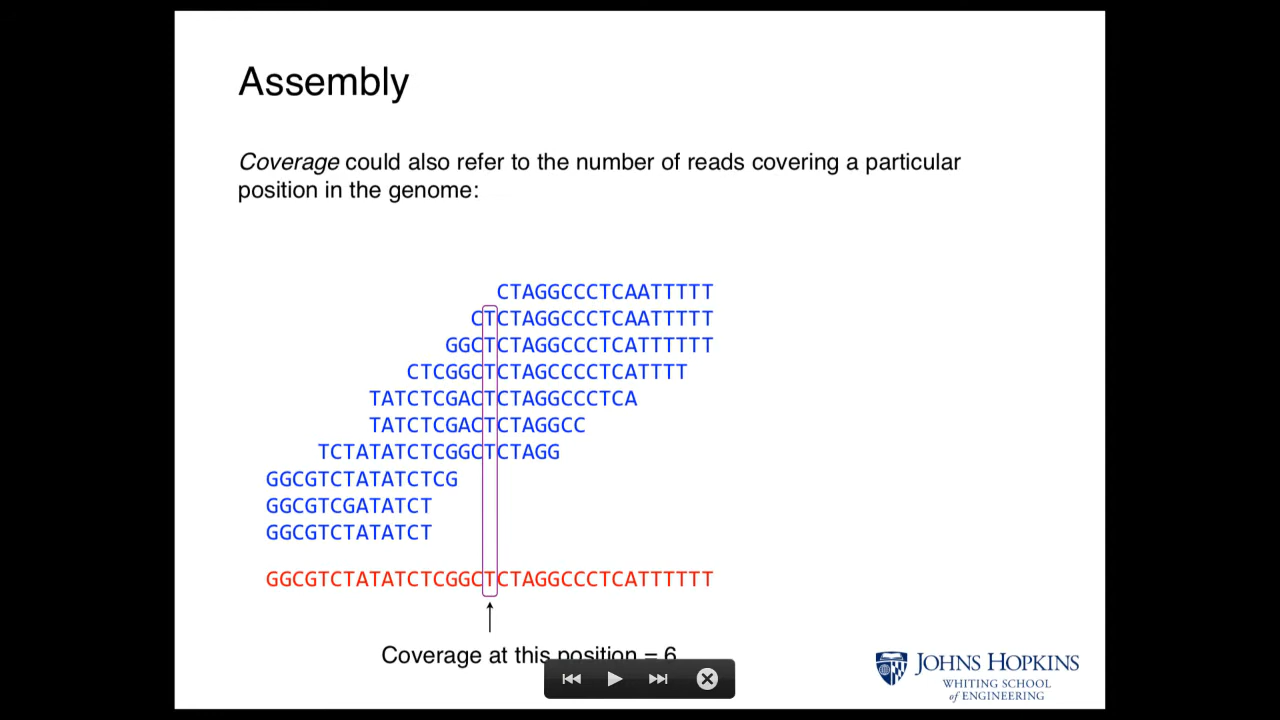 Assembly
Coverage could also refer to the number of reads covering a particular
position in the genome:
CTAGGCCCTCAATTTTT
CTCTAGGCCCTCAATTTTT
GGCTCTAGGCCCTCATTTTTT
CTCGGCTCTAGCCCCTCATTTT
TATCTCGACTCTAGGCCCTCA
TATCTCGACTCTAGGCC
TCTATATCTCGGCTCTAGG
GGCGTCTATATCTCG
GGCGTCGATATCT
GGCGTCTATATCT
GGCGTCTATATCTCGGCTCTAGGCCCTCATTTTTT
Coverage at this position = 6
JOHNS HOPKINS
WHITING SCHOOL
of ENGINEERING